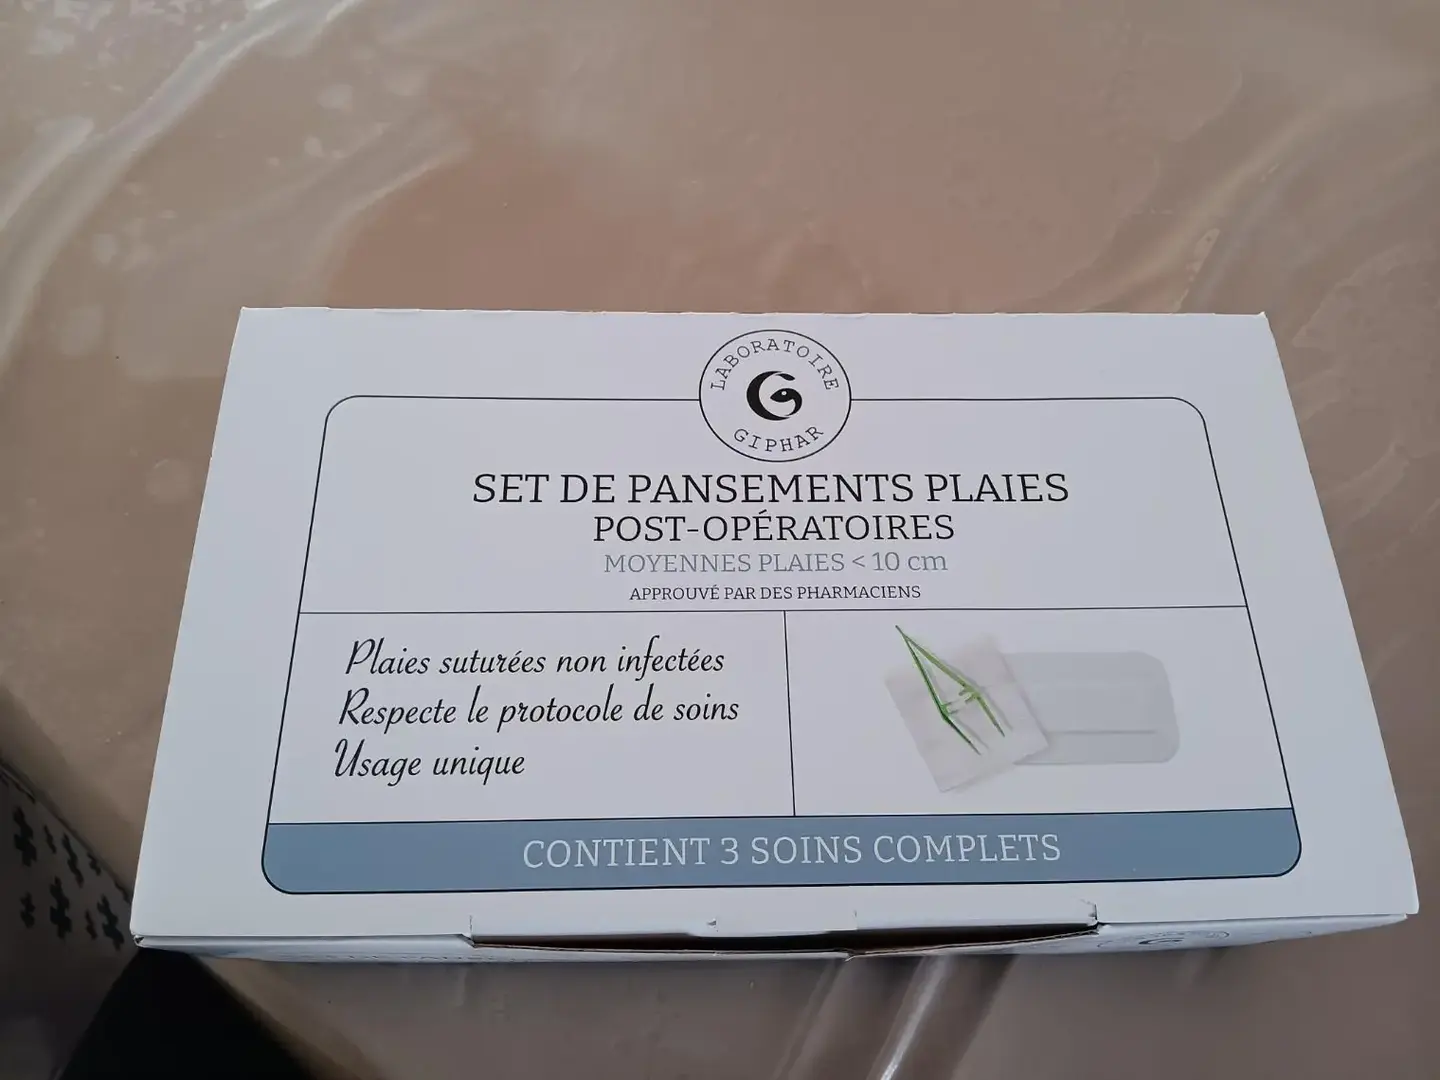 LABORATOIRE
GIPHAR
SET DE PANSEMENTS PLAIES
POST-OPÉRATOIRES
MOYENNES PLAIES < 10 cm
APPROUVÉ PAR DES PHARMACIENS
Plaies suturées non infectées
Respecte le protocole de soins
Usage unique
CONTIENT 3 SOINS COMPLETS